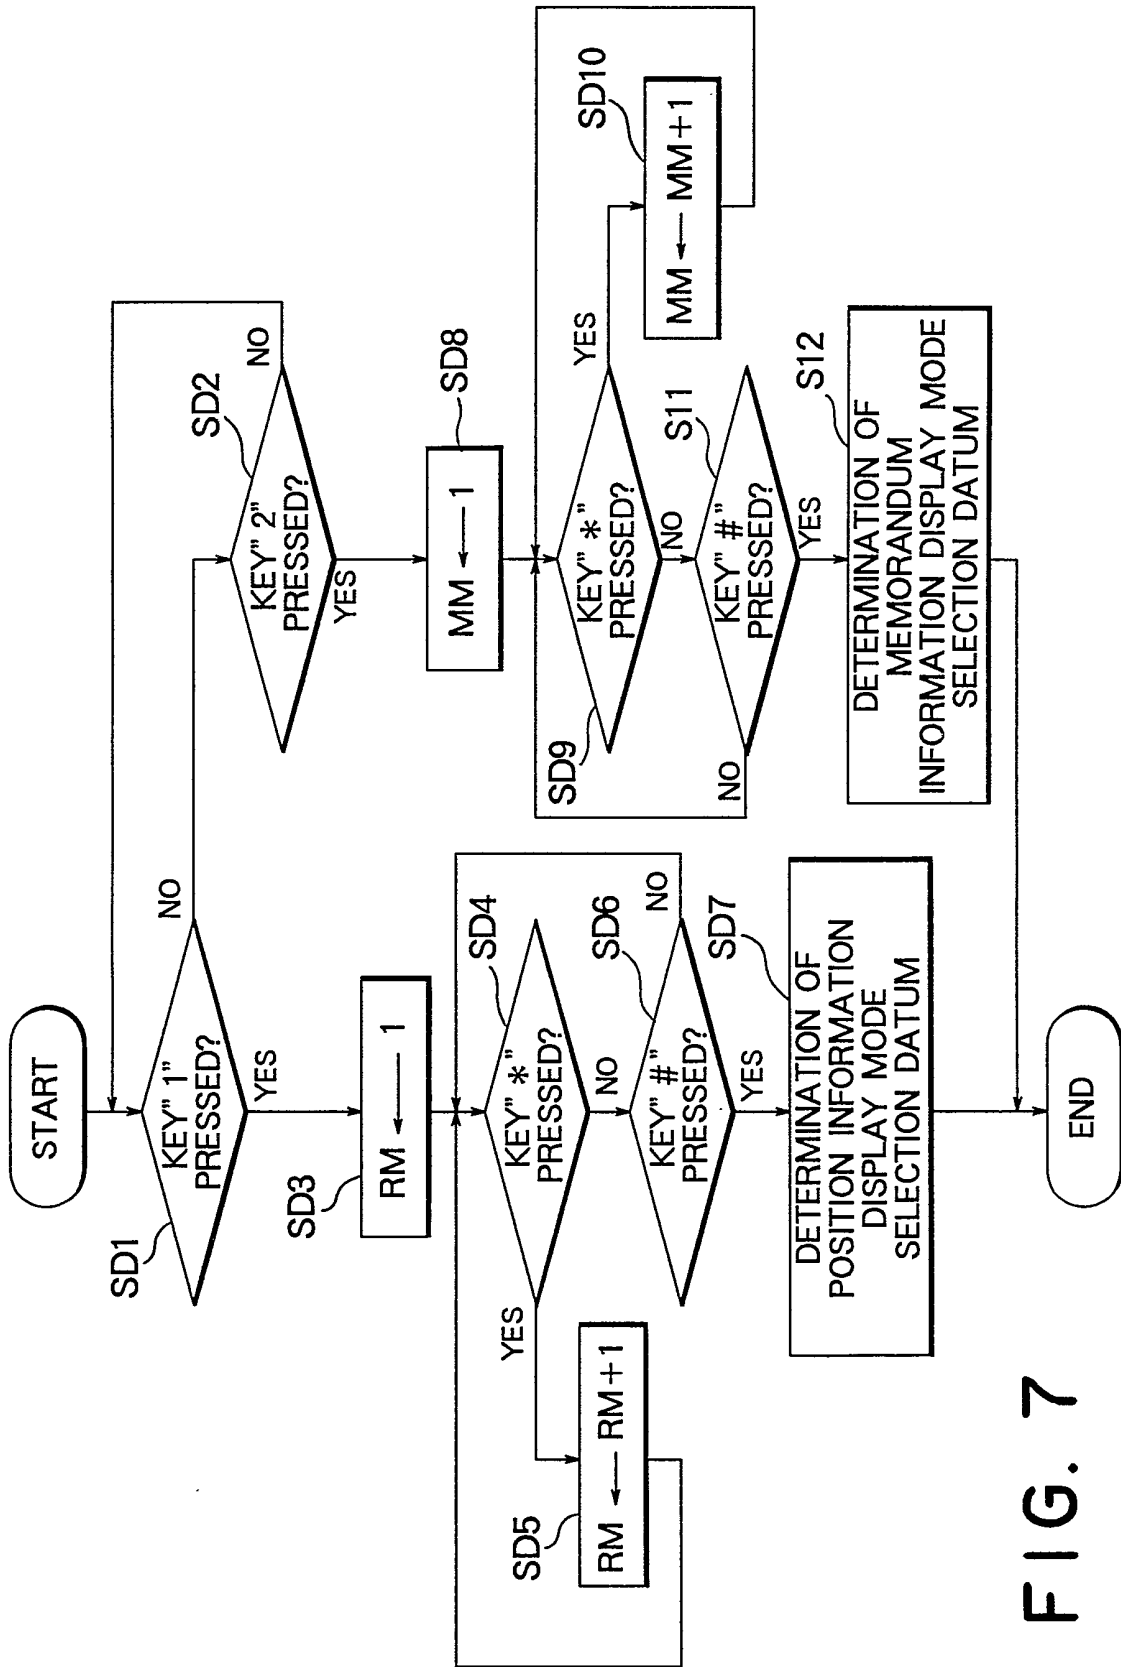 START
SD1
KEY" 1"
PRESSED?
NO
YES
SD2
KEY" 2"
PRESSED?
NO
YES
SD3
RM ← 1
SD4
KEY" *"
PRESSED?
YES
NO
SD5
RM ← RM+1
SD6
KEY" #"
PRESSED?
NO
YES
SD7
DETERMINATION OF
POSITION INFORMATION
DISPLAY MODE
SELECTION DATUM
SD8
MM ← 1
SD9
KEY" *"
PRESSED?
YES
NO
SD10
MM ← MM+1
S11
KEY" #"
PRESSED?
NO
YES
S12
DETERMINATION OF
MEMORANDUM
INFORMATION DISPLAY MODE
SELECTION DATUM
END
FIG. 7